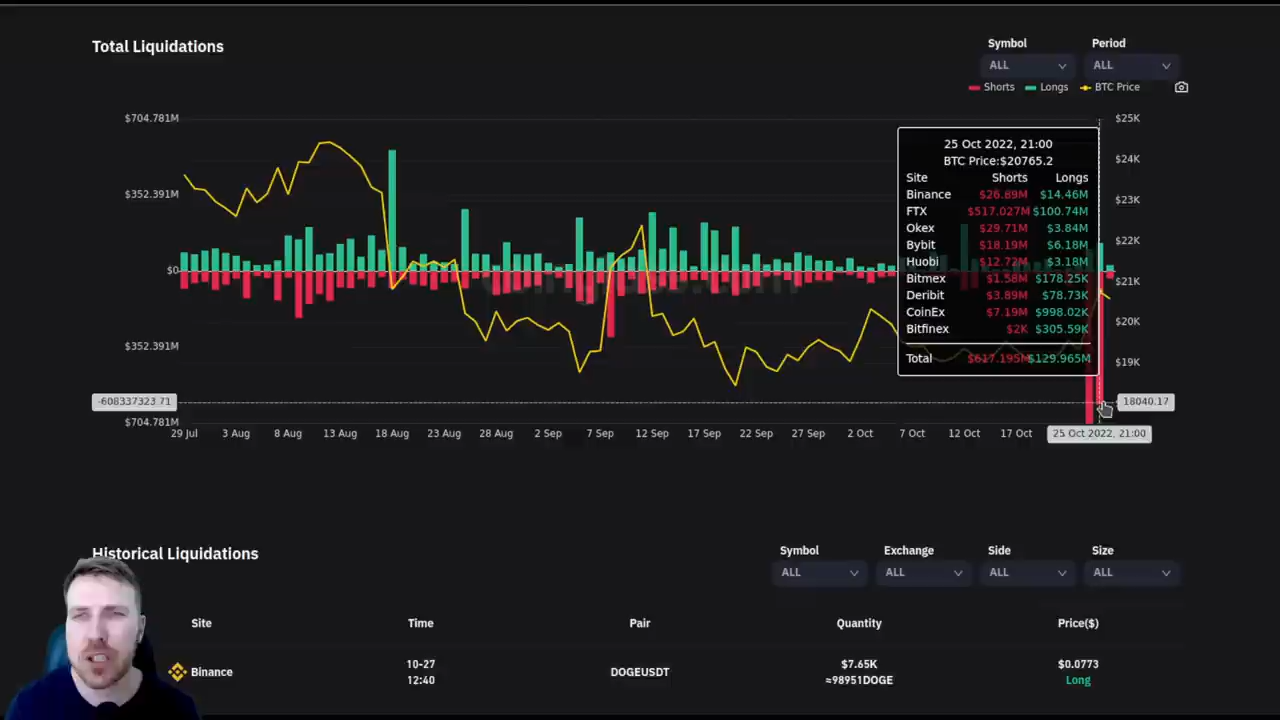 Total Liquidations
Symbol Period
ALL ALL
Shorts Longs BTC Price
$704.781M $25K
$24K
$352.391M $23K
$22K
$0 $21K
$20K
$352.391M $19K
-608337323.71 18040.17
$704.781M
25 Oct 2022, 21:00
BTC Price:$20765.2
Site Shorts Longs
Binance $26.89M $14.46M
FTX $517.027M $100.74M
Okex $29.71M $3.84M
Bybit $18.19M $6.18M
Huobi $12.72M $3.18M
Bitmex $1.58M $178.25K
Deribit $3.89M $78.73K
CoinEx $7.19M $998.02K
Bitfinex $2K $305.59K
Total $617.195M $129.965M
29 Jul 3 Aug 8 Aug 13 Aug 18 Aug 23 Aug 28 Aug 2 Sep 7 Sep 12 Sep 17 Sep 22 Sep 27 Sep 2 Oct 7 Oct 12 Oct 17 Oct 25 Oct 2022, 21:00
Historical Liquidations
Symbol Exchange Side Size
ALL ALL ALL ALL
Site Time Pair Quantity Price($)
Binance 10-27 DOGEUSDT $7.65K $0.0773
12:40 ≈98951DOGE Long